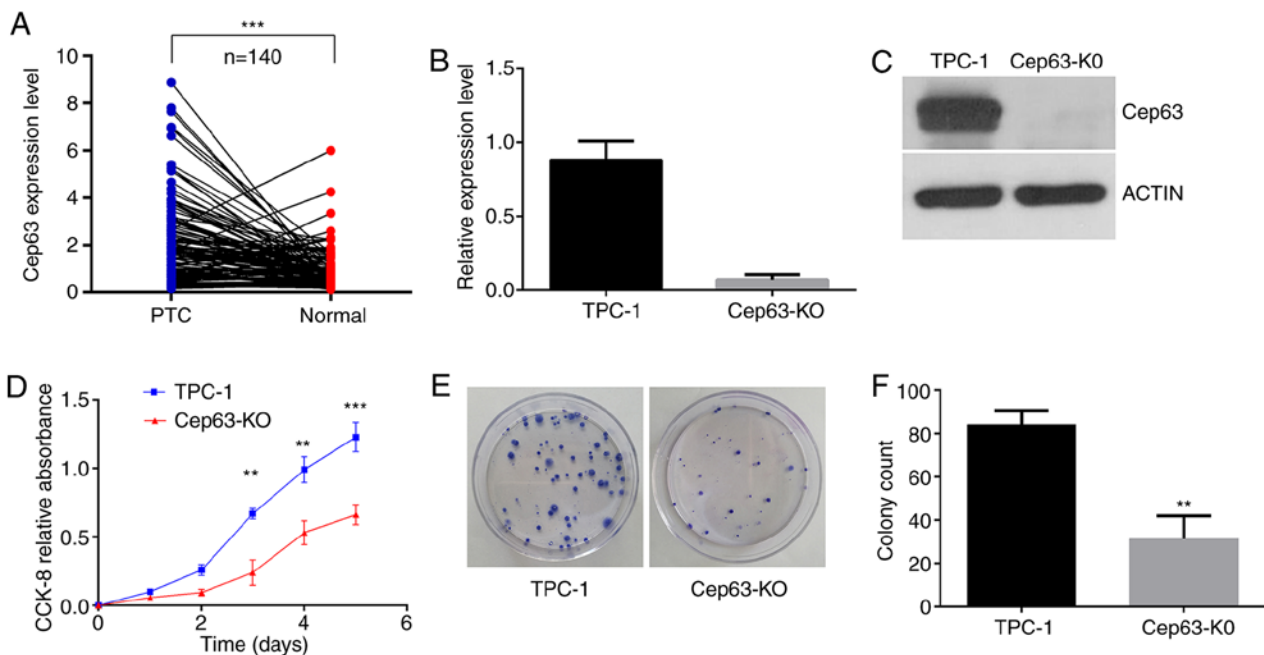 A
***
n=140
Cep63 expression level
10
8
6
4
2
0
PTC Normal
B
Relative expression level
1.5
1.0
0.5
0.0
TPC-1 Cep63-KO
C
TPC-1 Cep63-K0
Cep63
ACTIN
D
TPC-1
Cep63-KO
CCK-8 relative absorbance
1.5
1.0
0.5
0.0
** ** ***
0 2 4 6
Time (days)
E
TPC-1 Cep63-KO
F
Colony count
100
80
60
40
20
0
**
TPC-1 Cep63-K0